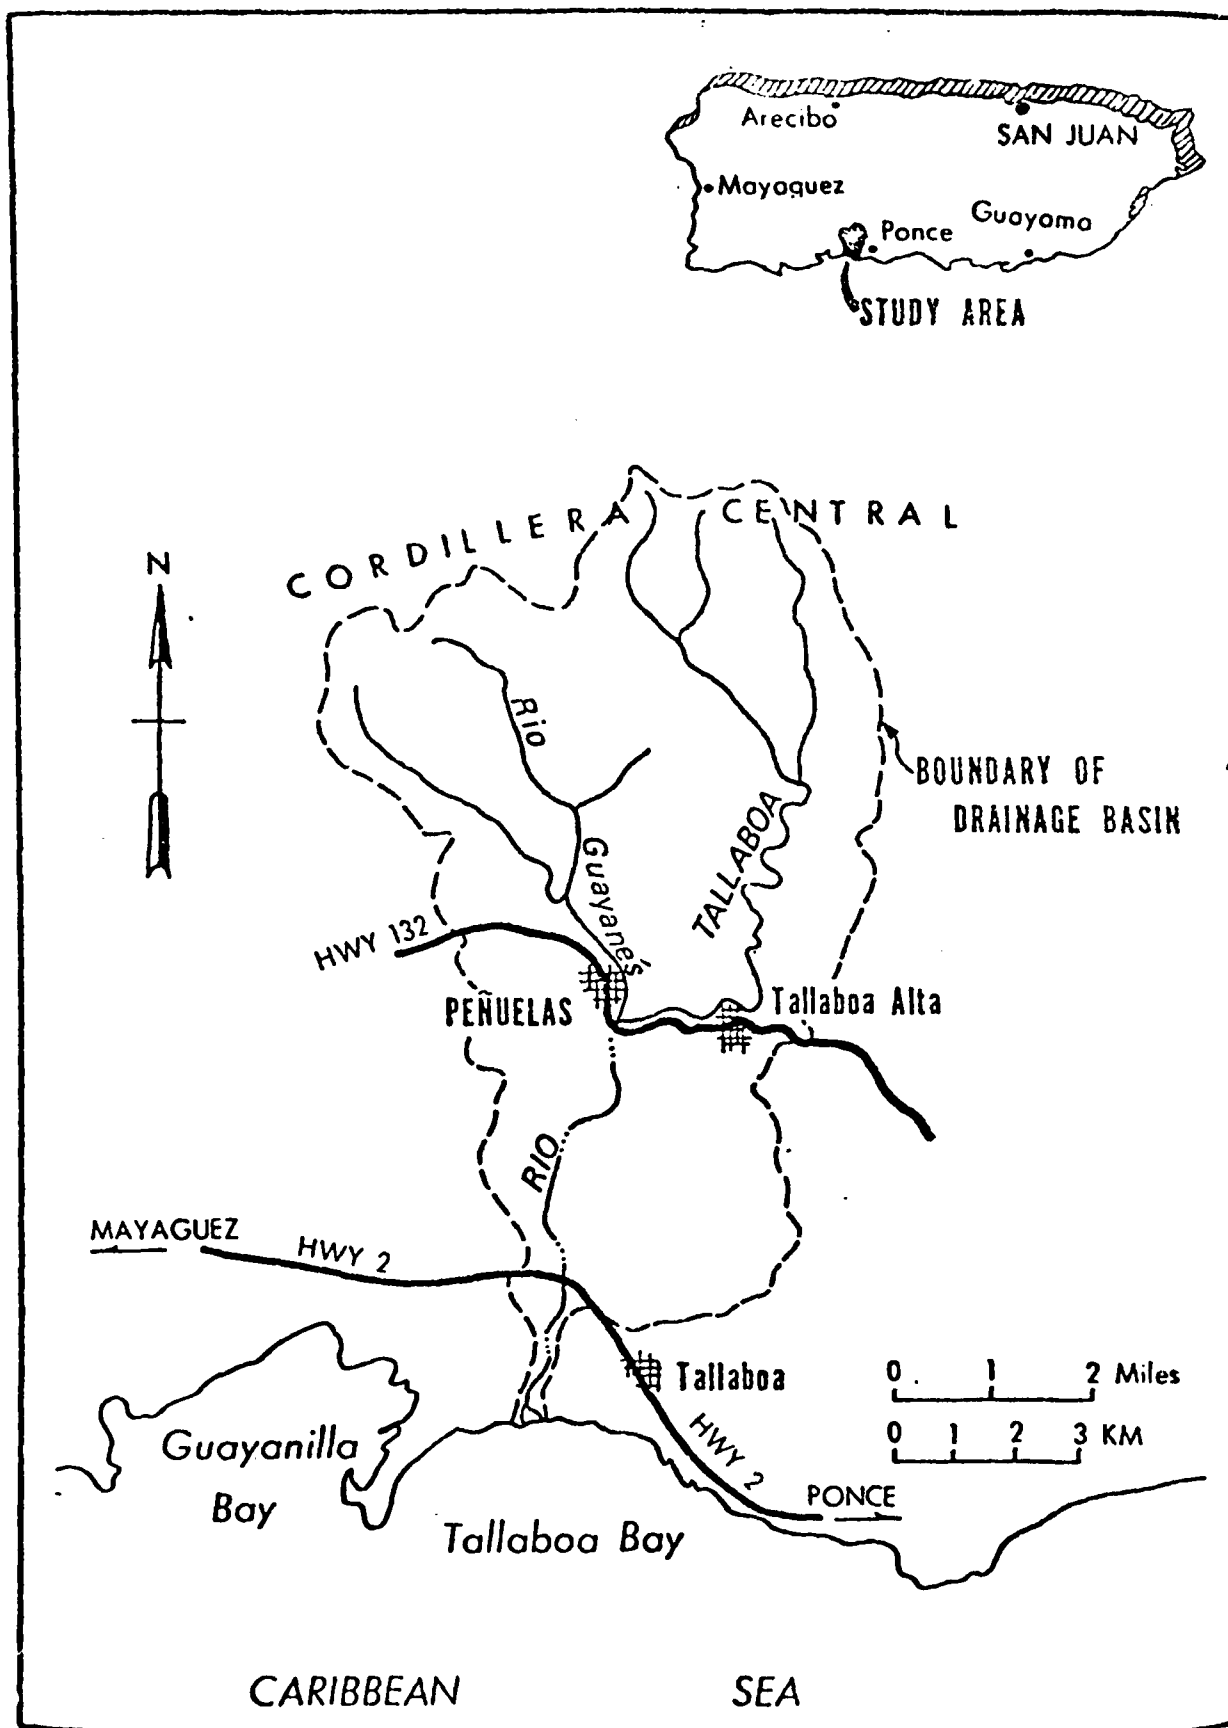 Arecibo
SAN JUAN
Mayaguez
Guayama
Ponce
STUDY AREA
CORDILLERA CENTRAL
N
Rio Guayane's
BOUNDARY OF
DRAINAGE BASIN
TALLABOA
HWY 132
PEÑUELAS
Tallaboa Alta
RIO
MAYAGUEZ
HWY 2
Tallaboa
0 1 2 Miles
0 1 2 3 KM
Guayanilla
Bay
HWY 2
PONCE
Tallaboa Bay
CARIBBEAN SEA